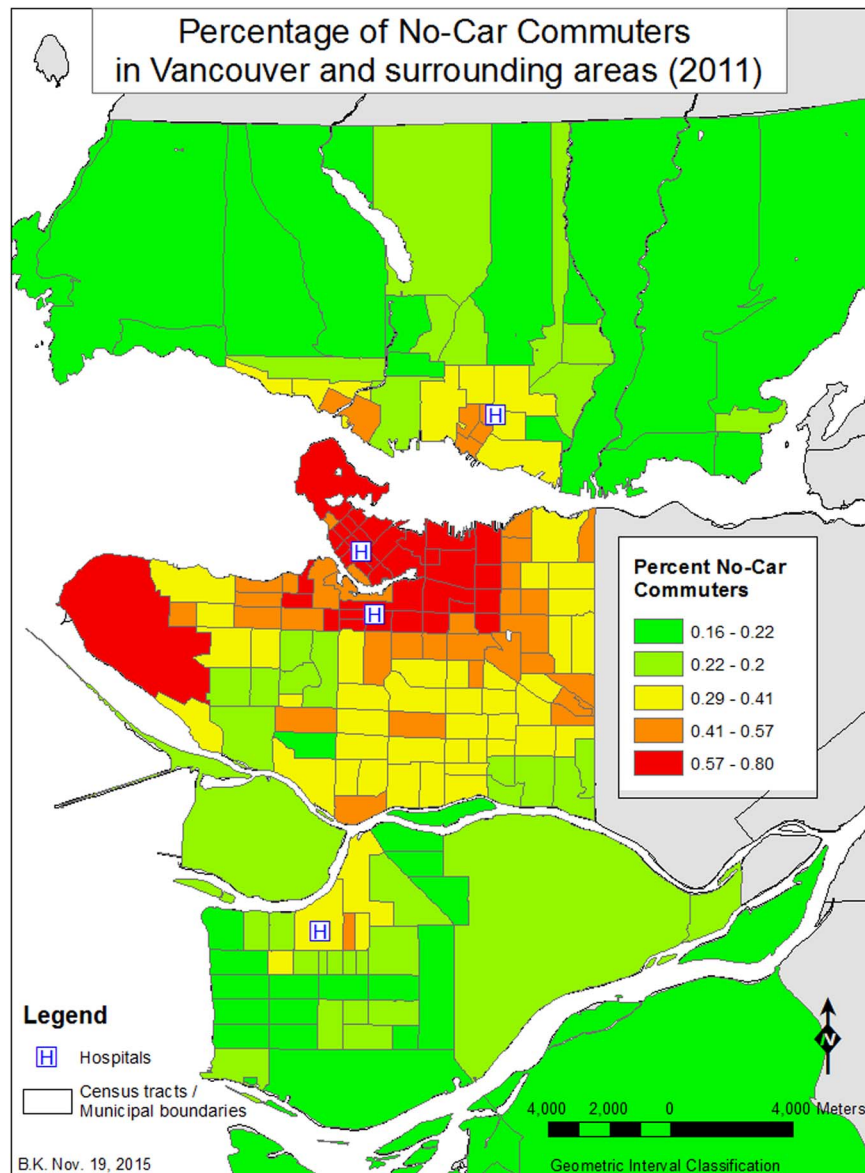 Percentage of No-Car Commuters
in Vancouver and surrounding areas (2011)
H
H
H
Percent No-Car
Commuters
0.16 - 0.22
0.22 - 0.2
0.29 - 0.41
0.41 - 0.57
0.57 - 0.80
H
Legend
H Hospitals
Census tracts /
Municipal boundaries
N
4,000 2,000 0 4,000 Meters
B.K. Nov. 19, 2015
Geometric Interval Classification